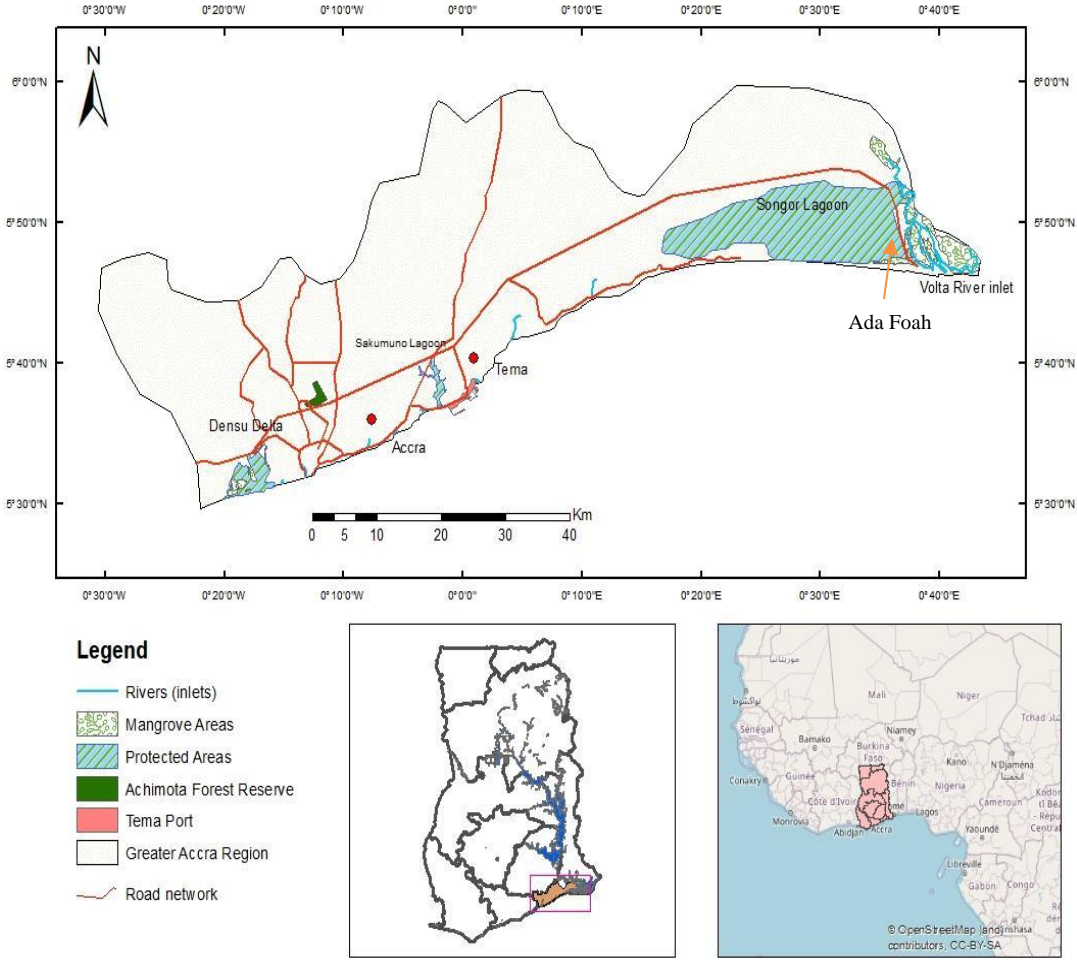 0°30'0"W 0°20'0"W 0°10'0"W 0°0'0" 0°10'0"E 0°20'0"E 0°30'0"E 0°40'0"E
N
6°0'0"N 6°0'0"N
5°50'0"N 5°50'0"N
Songor Lagoon
Volta River inlet
Ada Foah
Sakumuno Lagoon
5°40'0"N 5°40'0"N
Tema
Densu Delta
Accra
5°30'0"N 5°30'0"N
Km
0 5 10 20 30 40
0°30'0"W 0°20'0"W 0°10'0"W 0°0'0" 0°10'0"E 0°20'0"E 0°30'0"E 0°40'0"E
Legend
Rivers (inlets)
Mangrove Areas
Protected Areas
Achimota Forest Reserve
Tema Port
Greater Accra Region
Road network
موريتانيا
نواكشوط
Mali
Niger
Tchad
Sénégal
Bamako
Niamey
Burkina
Faso
Kano
N'Djaména
انجمينا
Conakry
Guinée
Bénin
Nigeria
Côte d'Ivoir
omé
Lagos
Cameroun
Monrovia
Abidjan
Accra
Yaoundé
Libreville
Gabon
Congo
© OpenStreetMap (and)
contributors, CC-BY-SA